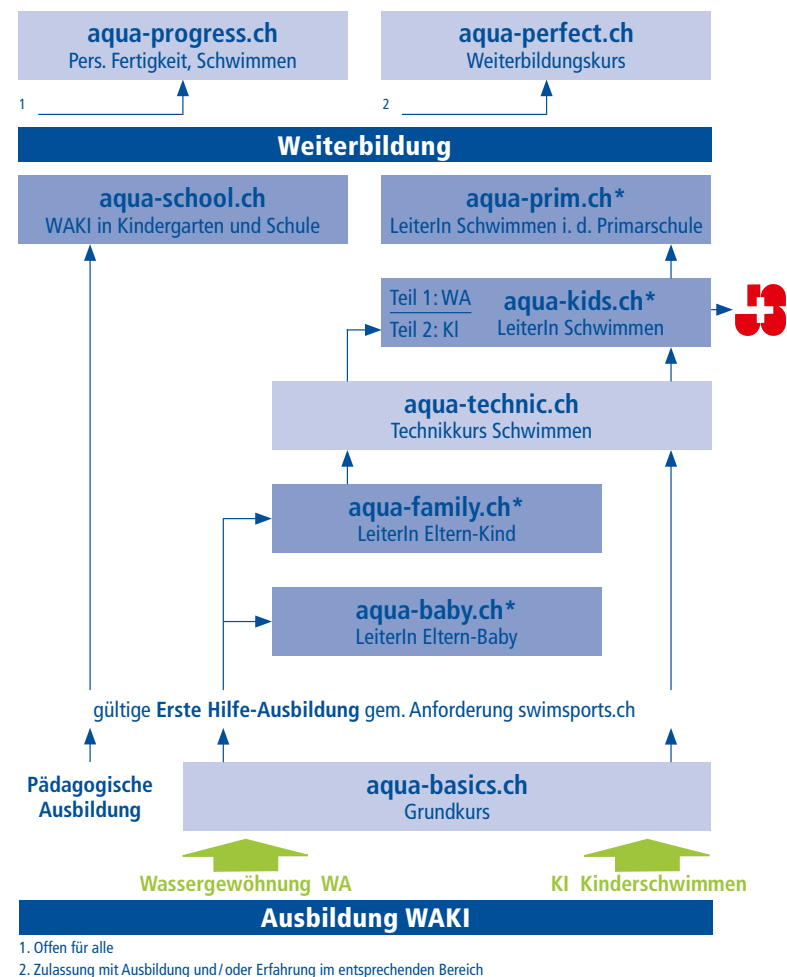 aqua-progress.ch
Pers. Fertigkeit, Schwimmen
aqua-perfect.ch
Weiterbildungskurs
1
2
Weiterbildung
aqua-school.ch
WAKI in Kindergarten und Schule
aqua-prim.ch*
LeiterIn Schwimmen i. d. Primarschule
Teil 1: WA
Teil 2: Kl
aqua-kids.ch*
LeiterIn Schwimmen
J+S
aqua-technic.ch
Technikkurs Schwimmen
aqua-family.ch*
LeiterIn Eltern-Kind
aqua-baby.ch*
LeiterIn Eltern-Baby
gültige Erste Hilfe-Ausbildung gem. Anforderung swimsports.ch
Pädagogische
Ausbildung
aqua-basics.ch
Grundkurs
Wassergewöhnung WA
KI Kinderschwimmen
Ausbildung WAKI
1. Offen für alle
2. Zulassung mit Ausbildung und/oder Erfahrung im entsprechenden Bereich